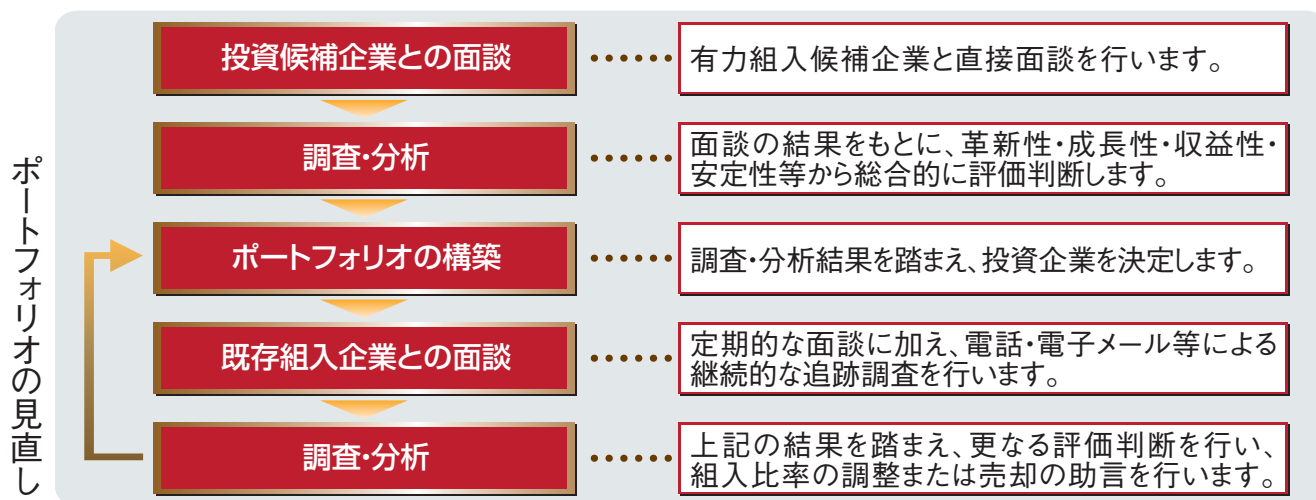 投資候補企業との面談
有力組入候補企業と直接面談を行います。
調査・分析
面談の結果をもとに、革新性・成長性・収益性・
安定性等から総合的に評価判断します。
ポートフォリオの構築
調査・分析結果を踏まえ、投資企業を決定します。
既存組入企業との面談
定期的な面談に加え、電話・電子メール等による
継続的な追跡調査を行います。
調査・分析
上記の結果を踏まえ、更なる評価判断を行い、
組入比率の調整または売却の助言を行います。
ポートフォリオの見直し